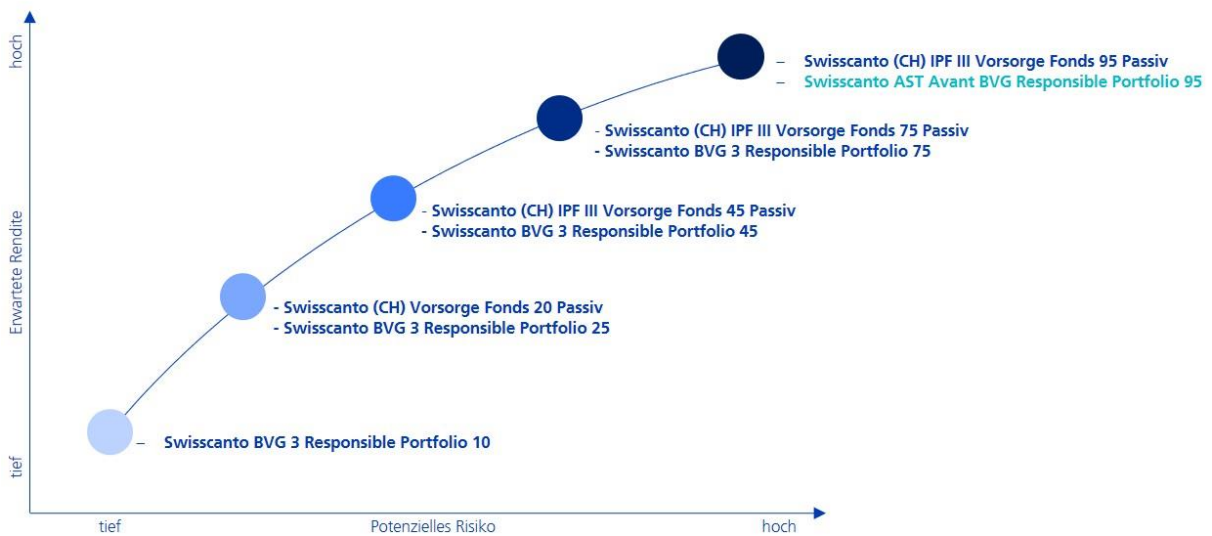 hoch
– Swisscanto (CH) IPF III Vorsorge Fonds 95 Passiv
– Swisscanto AST Avant BVG Responsible Portfolio 95
- Swisscanto (CH) IPF III Vorsorge Fonds 75 Passiv
- Swisscanto BVG 3 Responsible Portfolio 75
- Swisscanto (CH) IPF III Vorsorge Fonds 45 Passiv
- Swisscanto BVG 3 Responsible Portfolio 45
Erwartete Rendite
- Swisscanto (CH) Vorsorge Fonds 20 Passiv
- Swisscanto BVG 3 Responsible Portfolio 25
– Swisscanto BVG 3 Responsible Portfolio 10
tief
tief
Potenzielles Risiko
hoch